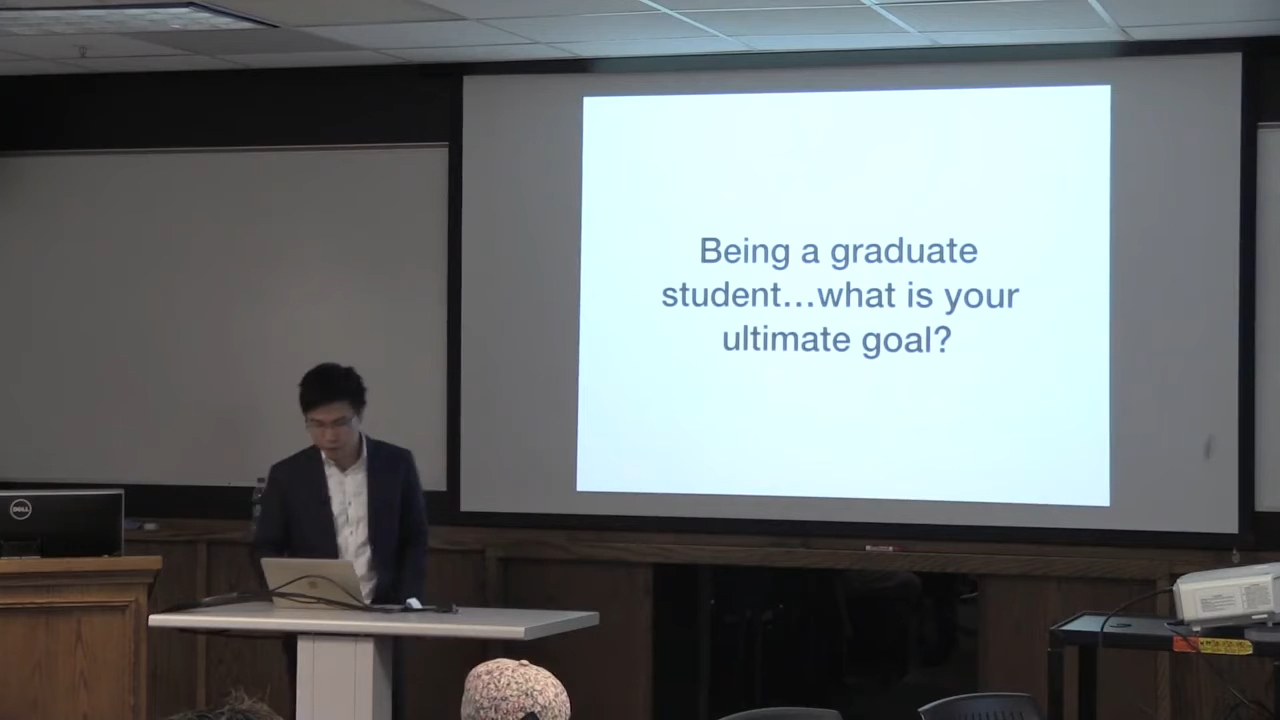 Being a graduate
student...what is your
ultimate goal?
DELL